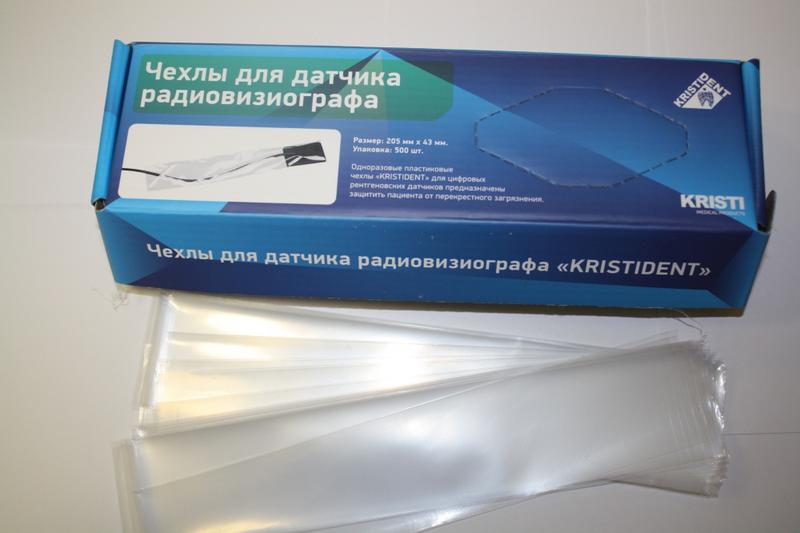 Чехлы для датчика
радиовизиографа
KRISTIDENT
Размер: 205 мм х 43 мм.
Упаковка: 500 шт.
Одноразовые пластиковые
чехлы «KRISTIDENT» для цифровых
рентгеновских датчиков предназначены
защитить пациента от перекрестного загрязнения.
KRISTI
MEDICAL PRODUCTS
Чехлы для датчика радиовизиографа «KRISTIDENT»